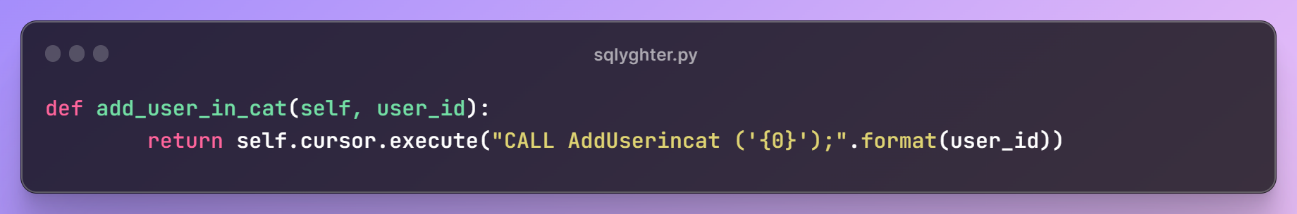 sqlyghter.py
def add_user_in_cat(self, user_id):
        return self.cursor.execute("CALL AddUserincat ('{0}');".format(user_id))